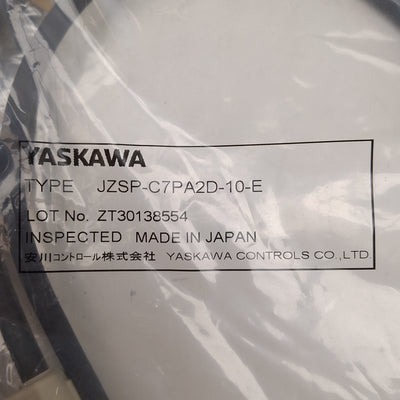 YASKAWA
TYPE JZSP-C7PA2D-10-E
LOT No. ZT30138554
INSPECTED MADE IN JAPAN
安川コントロール株式会社 YASKAWA CONTROLS CO.,LTD.